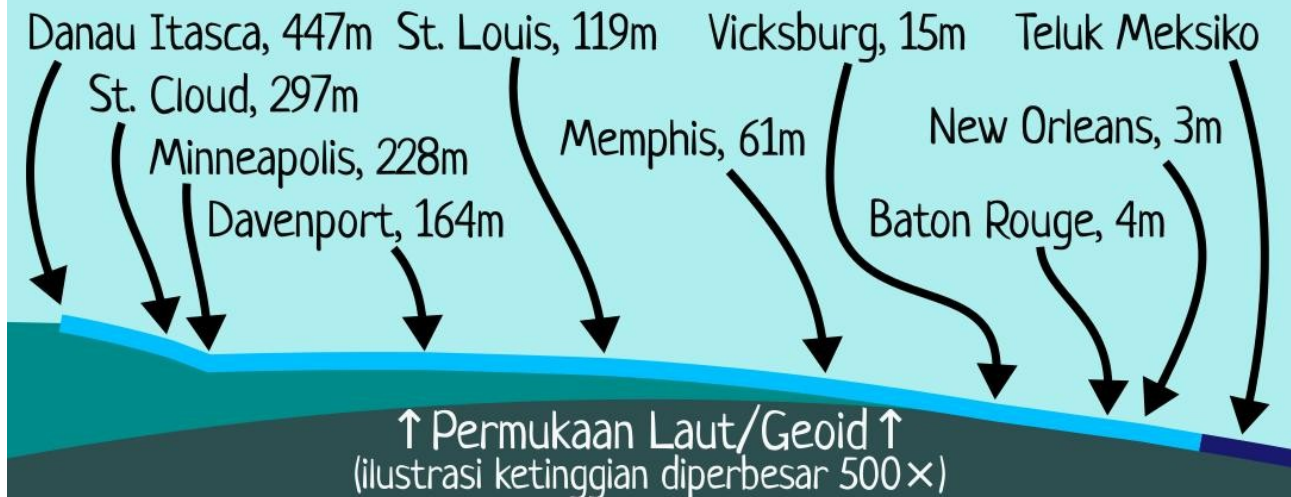 Danau Itasca, 447m
St. Louis, 119m
Vicksburg, 15m
Teluk Meksiko
St. Cloud, 297m
New Orleans, 3m
Minneapolis, 228m
Memphis, 61m
Davenport, 164m
Baton Rouge, 4m
↑ Permukaan Laut/Geoid ↑
(ilustrasi ketinggian diperbesar 500×)